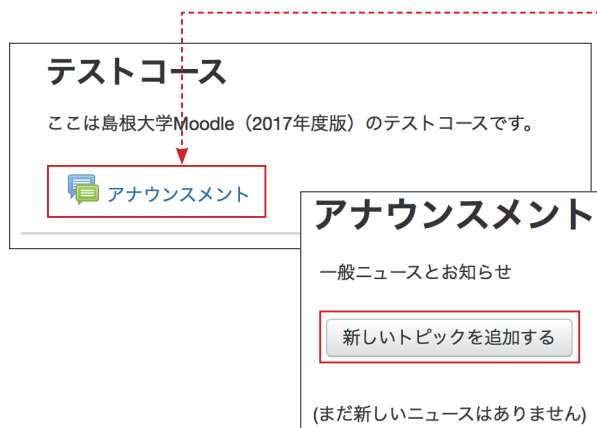 テストコース
ここは島根大学Moodle（2017年度版）のテストコースです。
アナウンスメント
アナウンスメント
一般ニュースとお知らせ
新しいトピックを追加する
(まだ新しいニュースはありません)